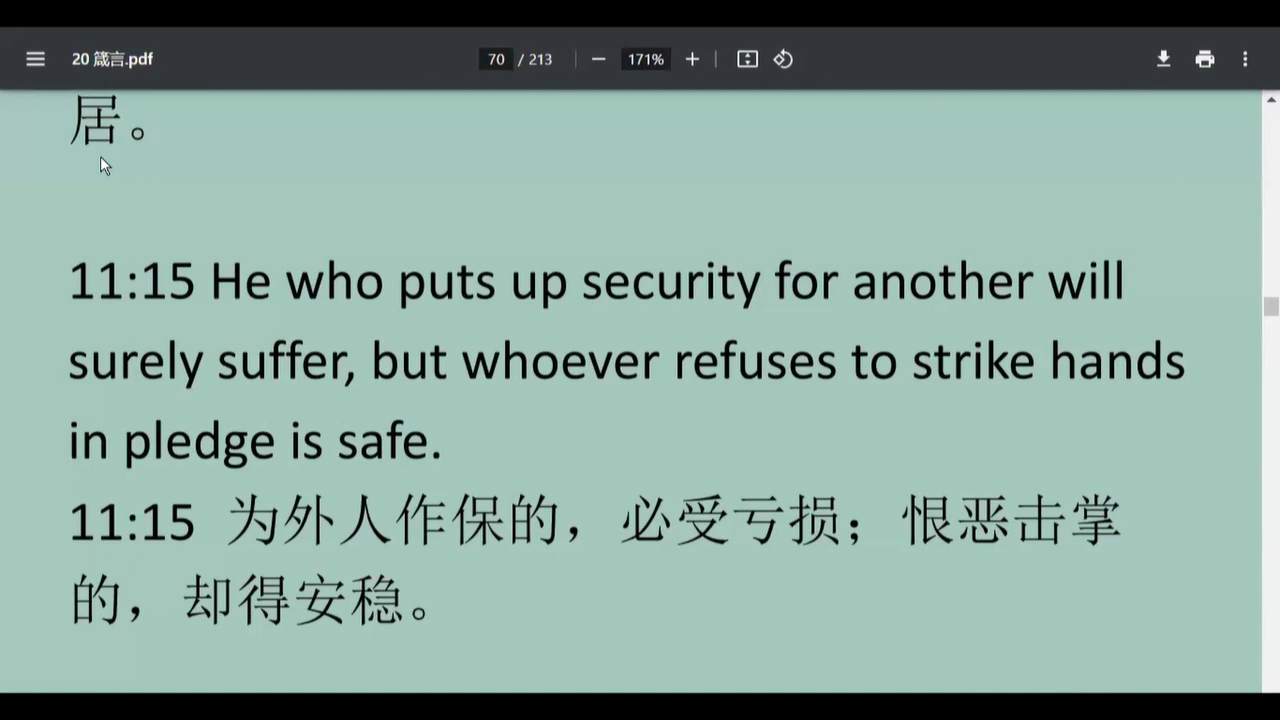 20 箴言.pdf
70 / 213
171%
居。
11:15 He who puts up security for another will
surely suffer, but whoever refuses to strike hands
in pledge is safe.
11:15 为外人作保的，必受亏损；恨恶击掌
的，却得安稳。